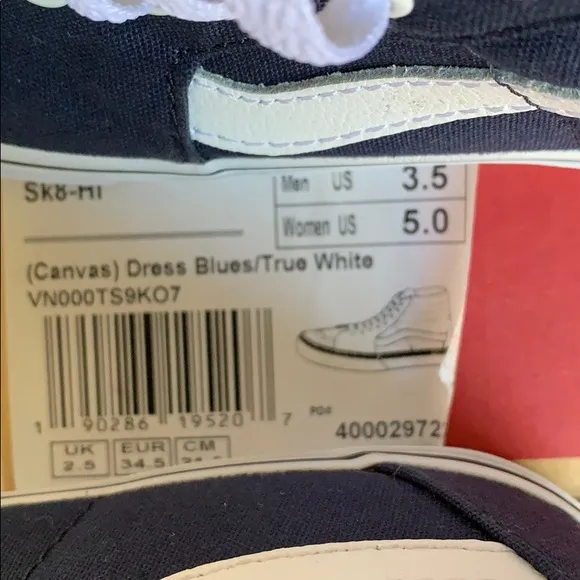 Sk8-Hi
Men US 3.5
Women US 5.0
(Canvas) Dress Blues/True White
VN000TS9KO7
1 90286 19520 7
PO#
40002972
UK EUR CM
2.5 34.5